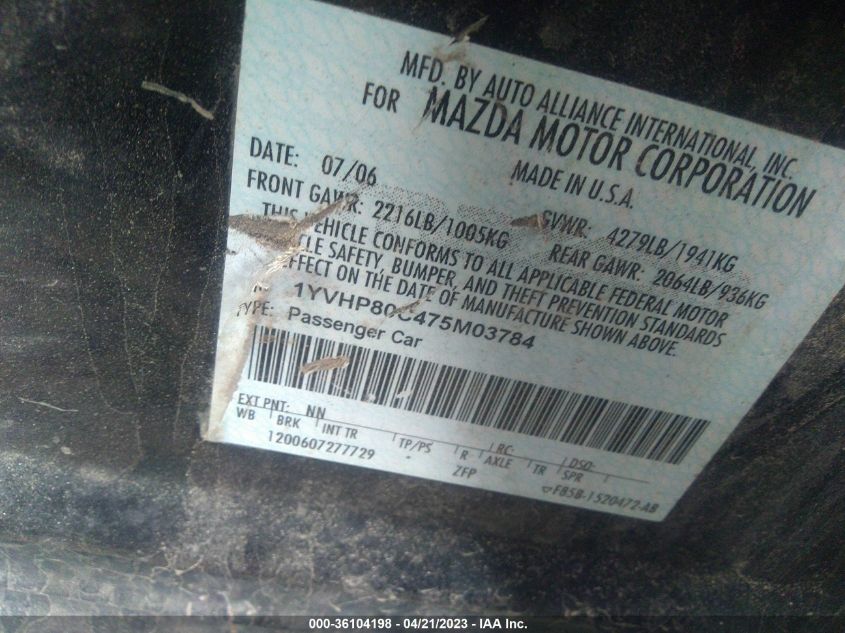 MFD. BY AUTO ALLIANCE INTERNATIONAL, INC.
FOR MAZDA MOTOR CORPORATION
MADE IN U.S.A.
DATE: 07/06
GVWR: 4279LB/1941KG
FRONT GAWR: 2216LB/1005KG
REAR GAWR: 2064LB/936KG
THIS VEHICLE CONFORMS TO ALL APPLICABLE FEDERAL MOTOR
CLE SAFETY, BUMPER, AND THEFT PREVENTION STANDARDS
EFFECT ON THE DATE OF MANUFACTURE SHOWN ABOVE.
1YVHP80C475M03784
TYPE: Passenger Car
EXT PNT: NN RC: DSO:
WB BRK INT TR TP/PS R AXLE TR SPR
1200607277729 - ZFP
F85B-1520472-AB
000-36104198 - 04/21/2023 - IAA Inc.